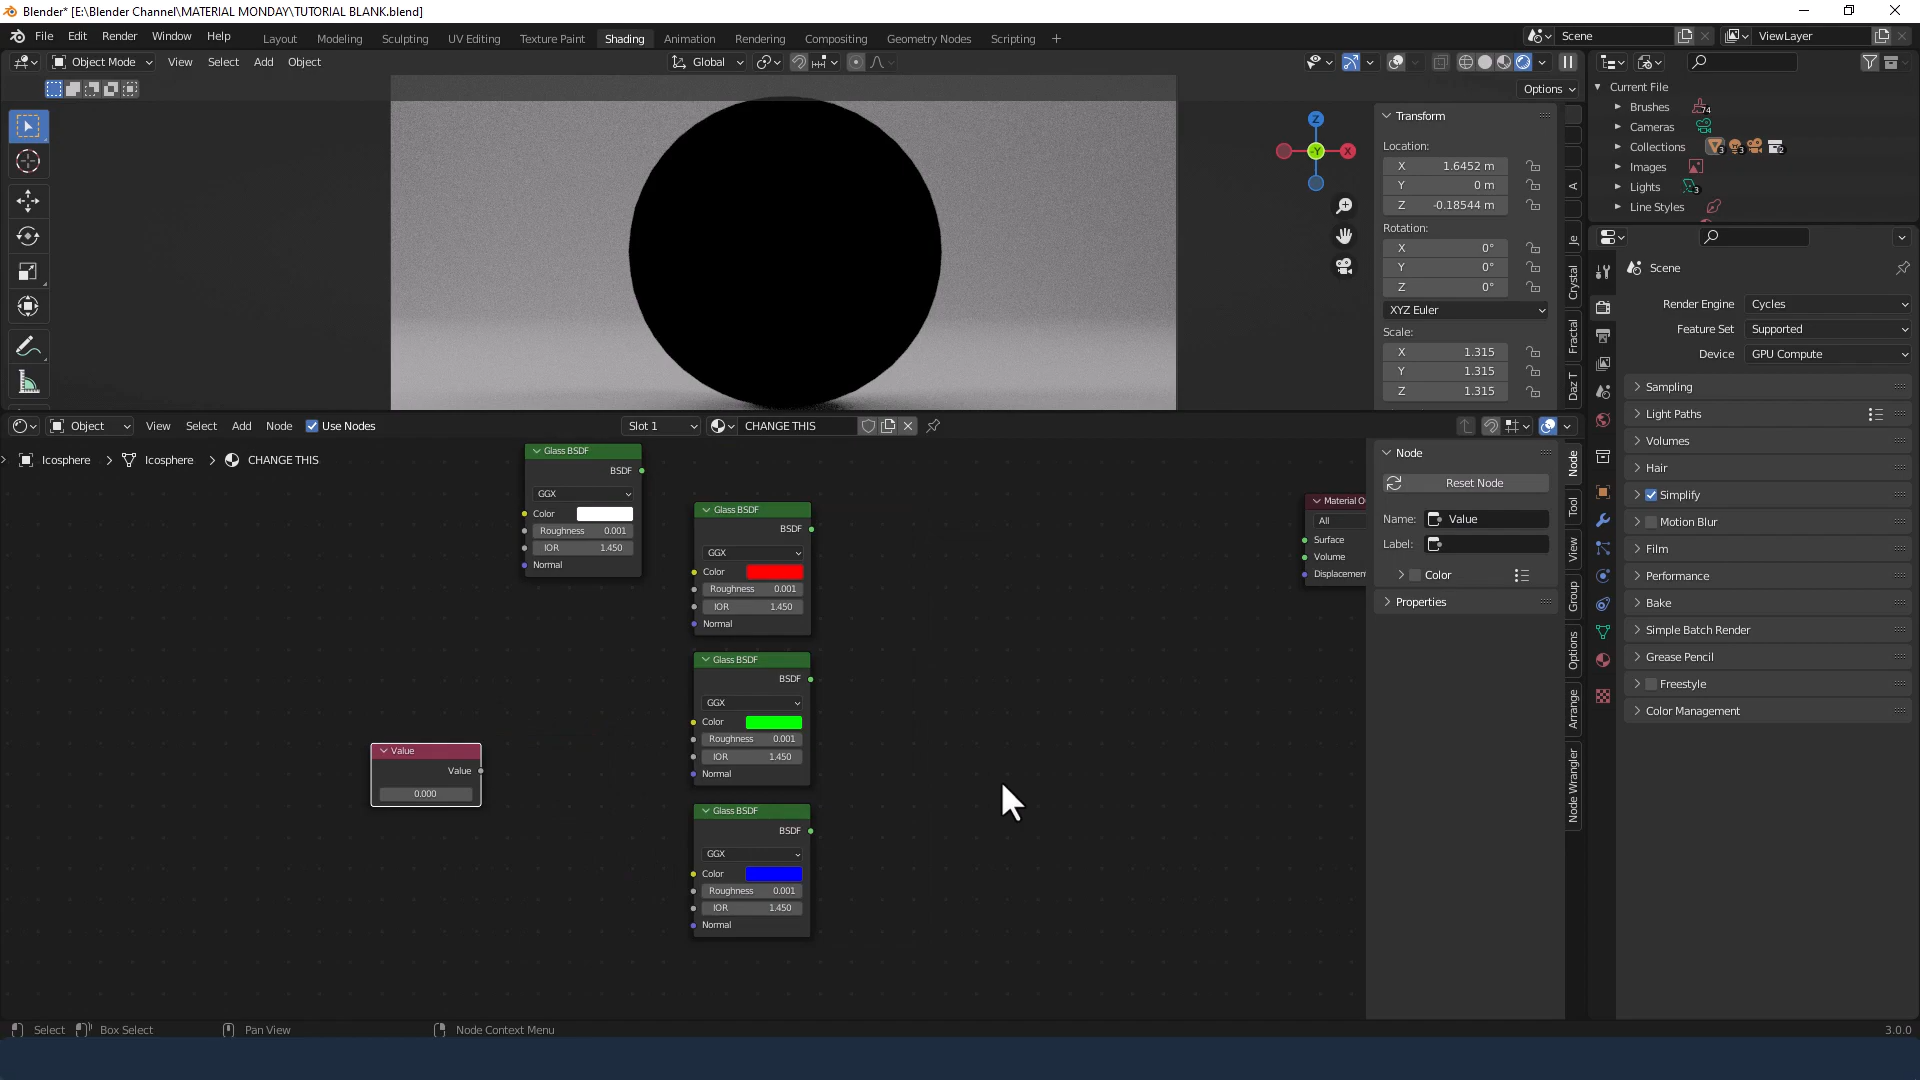 Blender* [E:\Blender Channel\MATERIAL MONDAY\TUTORIAL BLANK.blend]
File Edit Render Window Help Layout Modeling Sculpting UV Editing Texture Paint Shading Animation Rendering Compositing Geometry Nodes Scripting + Scene ViewLayer
Object Mode View Select Add Object Global
Options
Transform
Location:
X 1.6452 m
Y 0 m
Z -0.18544 m
Rotation:
X 0°
Y 0°
Z 0°
XYZ Euler
Scale:
X 1.315
Y 1.315
Z 1.315
Z
-Y
X
A
Je
Crystal
Fractal
Daz T
Current File
Brushes 74
Cameras
Collections 3 3 2
Images
Lights 3
Line Styles
Scene
Render Engine Cycles
Feature Set Supported
Device GPU Compute
Sampling
Light Paths
Volumes
Hair
Simplify
Motion Blur
Film
Performance
Bake
Simple Batch Render
Grease Pencil
Freestyle
Color Management
Object View Select Add Node Use Nodes Slot 1 CHANGE THIS
Icosphere Icosphere CHANGE THIS
Glass BSDF
BSDF
GGX
Color
Roughness 0.001
IOR 1.450
Normal
Glass BSDF
BSDF
GGX
Color
Roughness 0.001
IOR 1.450
Normal
Glass BSDF
BSDF
GGX
Color
Roughness 0.001
IOR 1.450
Normal
Glass BSDF
BSDF
GGX
Color
Roughness 0.001
IOR 1.450
Normal
Value
Value
0.000
Material O
All
Surface
Volume
Displacement
Node
Reset Node
Name: Value
Label:
Color
Properties
Node
Tool
View
Group
Options
Arrange
Node Wrangler
Select Box Select Pan View Node Context Menu 3.0.0